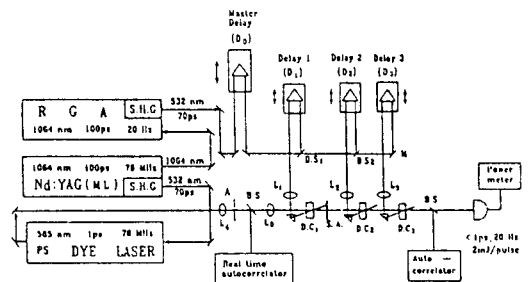 Master
Delay
(D₀)
Delay 1
(D₁)
Delay 2
(D₂)
Delay 3
(D₃)
R G A
S.H.G
1064 nm 100ps 20 Hz
532 nm
70ps
1064 nm
1064 nm 100ps 78 MHz
Nd:YAG(ML)
S.H.G
532 nm
70ps
585 nm 1 ps 78 MHz
PS DYE LASER
B.S₂
M
L₁
L₂
L₃
A
BS
L₄
D.C₁
S.A.
D.C₂
D.C₃
BS
Power
meter
<1ps, 20 Hz
2mJ/pulse
Real time
autocorrelator
Auto -
correlator